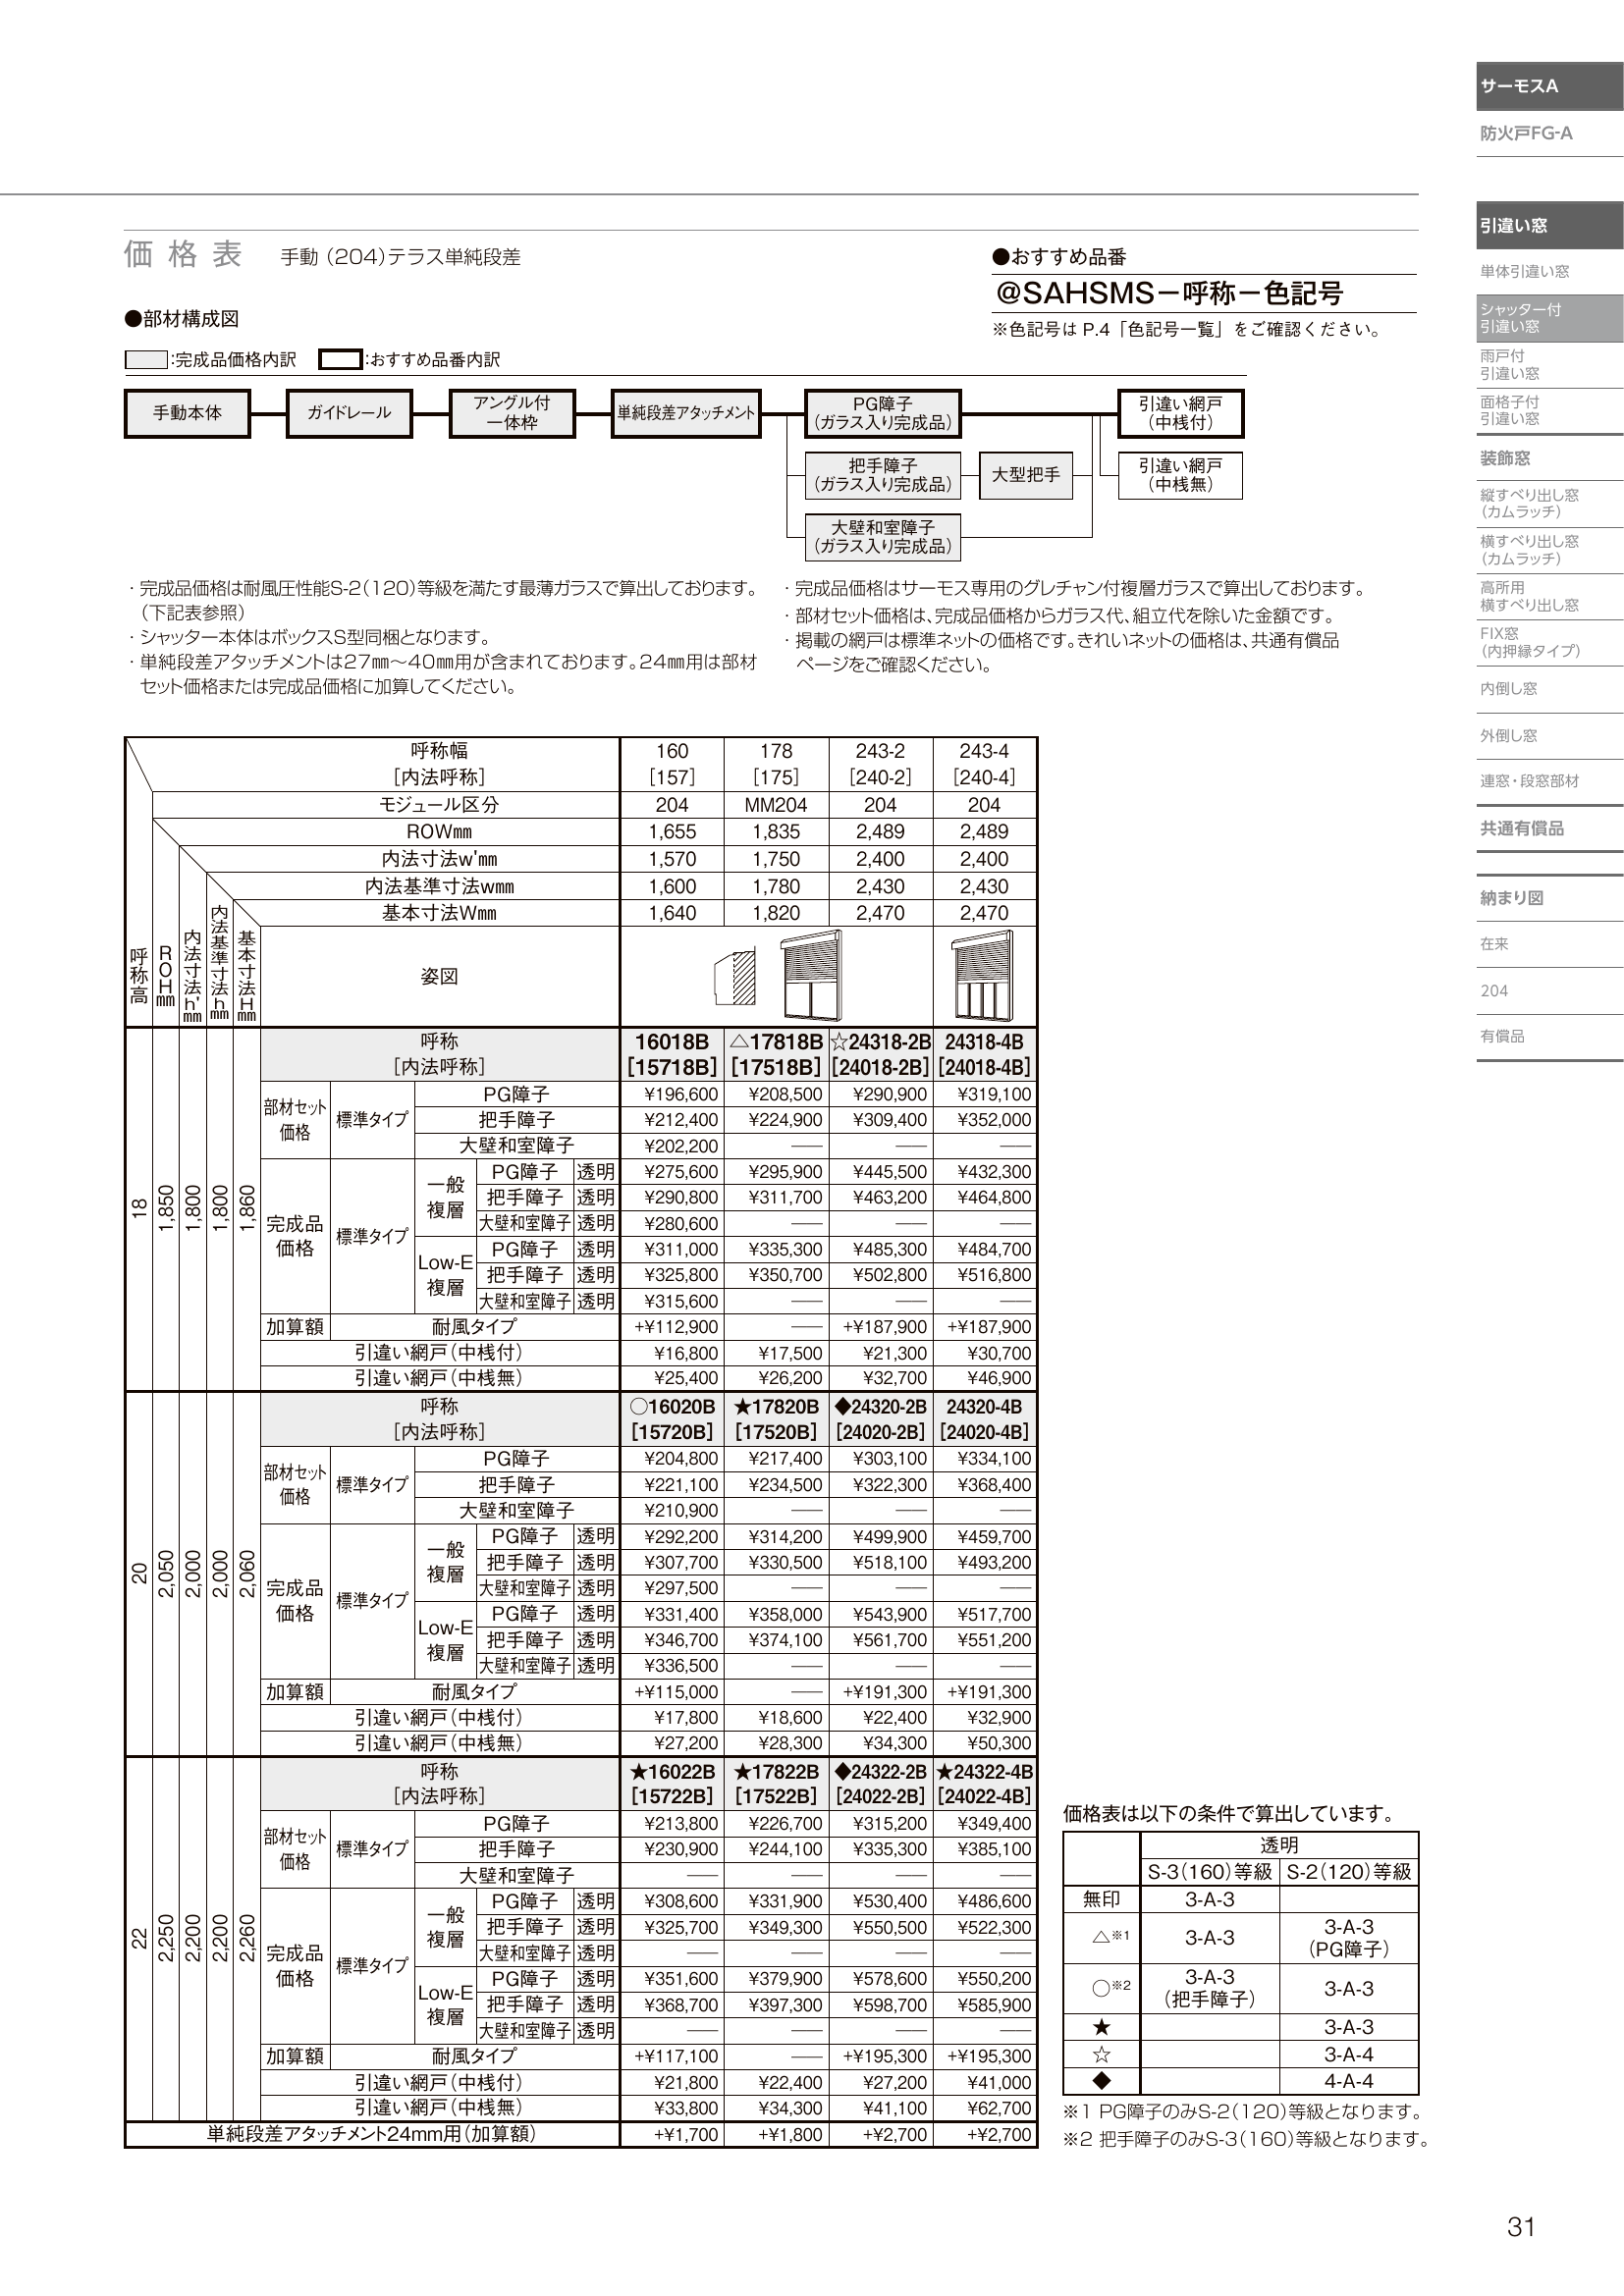 サーモスA
防火戸FG-A
引違い窓
単体引違い窓
シャッター付
引違い窓
雨戸付
引違い窓
面格子付
引違い窓
装飾窓
縦すべり出し窓
（カムラッチ）
横すべり出し窓
（カムラッチ）
高所用
横すべり出し窓
FIX窓
（内押縁タイプ）
内倒し窓
外倒し窓
連窓・段窓部材
共通有償品
納まり図
在来
204
有償品
価格表 手動（204）テラス単純段差
●おすすめ品番
@SAHSMS－呼称－色記号
※色記号は P.4「色記号一覧」をご確認ください。
●部材構成図
:完成品価格内訳 :おすすめ品番内訳
手動本体 ガイドレール アングル付 一体枠 単純段差アタッチメント PG障子 （ガラス入り完成品） 引違い網戸 （中桟付）
把手障子 （ガラス入り完成品） 大型把手 引違い網戸 （中桟無）
大壁和室障子
（ガラス入り完成品）
・完成品価格は耐風圧性能S-2（120）等級を満たす最薄ガラスで算出しております。
（下記表参照）
・シャッター本体はボックスS型同梱となります。
・単純段差アタッチメントは27㎜～40㎜用が含まれております。24㎜用は部材
セット価格または完成品価格に加算してください。
・完成品価格はサーモス専用のグレチャン付複層ガラスで算出しております。
・部材セット価格は、完成品価格からガラス代、組立代を除いた金額です。
・掲載の網戸は標準ネットの価格です。きれいネットの価格は、共通有償品
ページをご確認ください。
呼称幅 160 178 243-2 243-4
［内法呼称］ ［157］ ［175］ ［240-2］ ［240-4］
モジュール区分 204 MM204 204 204
ROW㎜ 1,655 1,835 2,489 2,489
内法寸法w'㎜ 1,570 1,750 2,400 2,400
内法基準寸法w㎜ 1,600 1,780 2,430 2,430
基本寸法W㎜ 1,640 1,820 2,470 2,470
呼称高 ROH㎜ 内法寸法h'㎜ 内法基準寸法h㎜ 基本寸法H㎜ 姿図
18 1,850 1,800 1,800 1,860
呼称 16018B △17818B ☆24318-2B 24318-4B
［内法呼称］ ［15718B］ ［17518B］ ［24018-2B］ ［24018-4B］
部材セット価格 標準タイプ PG障子 ¥196,600 ¥208,500 ¥290,900 ¥319,100
把手障子 ¥212,400 ¥224,900 ¥309,400 ¥352,000
大壁和室障子 ¥202,200 —— —— ——
完成品価格 標準タイプ 一般複層 PG障子 透明 ¥275,600 ¥295,900 ¥445,500 ¥432,300
把手障子 透明 ¥290,800 ¥311,700 ¥463,200 ¥464,800
大壁和室障子 透明 ¥280,600 —— —— ——
Low-E複層 PG障子 透明 ¥311,000 ¥335,300 ¥485,300 ¥484,700
把手障子 透明 ¥325,800 ¥350,700 ¥502,800 ¥516,800
大壁和室障子 透明 ¥315,600 —— —— ——
加算額 耐風タイプ +¥112,900 —— +¥187,900 +¥187,900
引違い網戸（中桟付） ¥16,800 ¥17,500 ¥21,300 ¥30,700
引違い網戸（中桟無） ¥25,400 ¥26,200 ¥32,700 ¥46,900
20 2,050 2,000 2,000 2,060
呼称 ○16020B ★17820B ◆24320-2B 24320-4B
［内法呼称］ ［15720B］ ［17520B］ ［24020-2B］ ［24020-4B］
部材セット価格 標準タイプ PG障子 ¥204,800 ¥217,400 ¥303,100 ¥334,100
把手障子 ¥221,100 ¥234,500 ¥322,300 ¥368,400
大壁和室障子 ¥210,900 —— —— ——
完成品価格 標準タイプ 一般複層 PG障子 透明 ¥292,200 ¥314,200 ¥499,900 ¥459,700
把手障子 透明 ¥307,700 ¥330,500 ¥518,100 ¥493,200
大壁和室障子 透明 ¥297,500 —— —— ——
Low-E複層 PG障子 透明 ¥331,400 ¥358,000 ¥543,900 ¥517,700
把手障子 透明 ¥346,700 ¥374,100 ¥561,700 ¥551,200
大壁和室障子 透明 ¥336,500 —— —— ——
加算額 耐風タイプ +¥115,000 —— +¥191,300 +¥191,300
引違い網戸（中桟付） ¥17,800 ¥18,600 ¥22,400 ¥32,900
引違い網戸（中桟無） ¥27,200 ¥28,300 ¥34,300 ¥50,300
22 2,250 2,200 2,200 2,260
呼称 ★16022B ★17822B ◆24322-2B ★24322-4B
［内法呼称］ ［15722B］ ［17522B］ ［24022-2B］ ［24022-4B］
部材セット価格 標準タイプ PG障子 ¥213,800 ¥226,700 ¥315,200 ¥349,400
把手障子 ¥230,900 ¥244,100 ¥335,300 ¥385,100
大壁和室障子 —— —— —— ——
完成品価格 標準タイプ 一般複層 PG障子 透明 ¥308,600 ¥331,900 ¥530,400 ¥486,600
把手障子 透明 ¥325,700 ¥349,300 ¥550,500 ¥522,300
大壁和室障子 透明 —— —— —— ——
Low-E複層 PG障子 透明 ¥351,600 ¥379,900 ¥578,600 ¥550,200
把手障子 透明 ¥368,700 ¥397,300 ¥598,700 ¥585,900
大壁和室障子 透明 —— —— —— ——
加算額 耐風タイプ +¥117,100 —— +¥195,300 +¥195,300
引違い網戸（中桟付） ¥21,800 ¥22,400 ¥27,200 ¥41,000
引違い網戸（中桟無） ¥33,800 ¥34,300 ¥41,100 ¥62,700
単純段差アタッチメント24mm用（加算額） +¥1,700 +¥1,800 +¥2,700 +¥2,700
価格表は以下の条件で算出しています。
透明
S-3（160）等級 S-2（120）等級
無印 3-A-3
△※1 3-A-3 3-A-3（PG障子）
○※2 3-A-3（把手障子） 3-A-3
★ 3-A-3
☆ 3-A-4
◆ 4-A-4
※1 PG障子のみS-2（120）等級となります。
※2 把手障子のみS-3（160）等級となります。
31